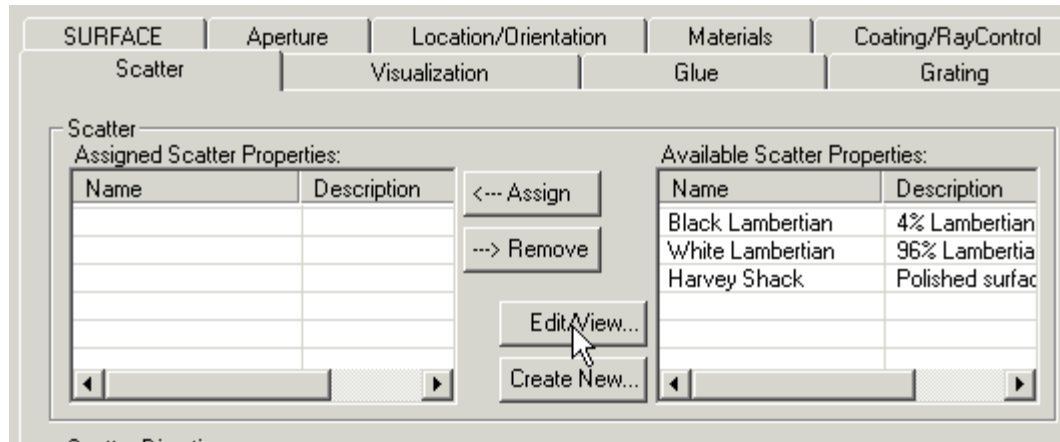 SURFACE Aperture Location/Orientation Materials Coating/RayControl
Scatter Visualization Glue Grating
Scatter
Assigned Scatter Properties:
Name Description
<--- Assign
---> Remove
Edit/View...
Create New...
Available Scatter Properties:
Name Description
Black Lambertian 4% Lambertian
White Lambertian 96% Lambertia
Harvey Shack Polished surfac